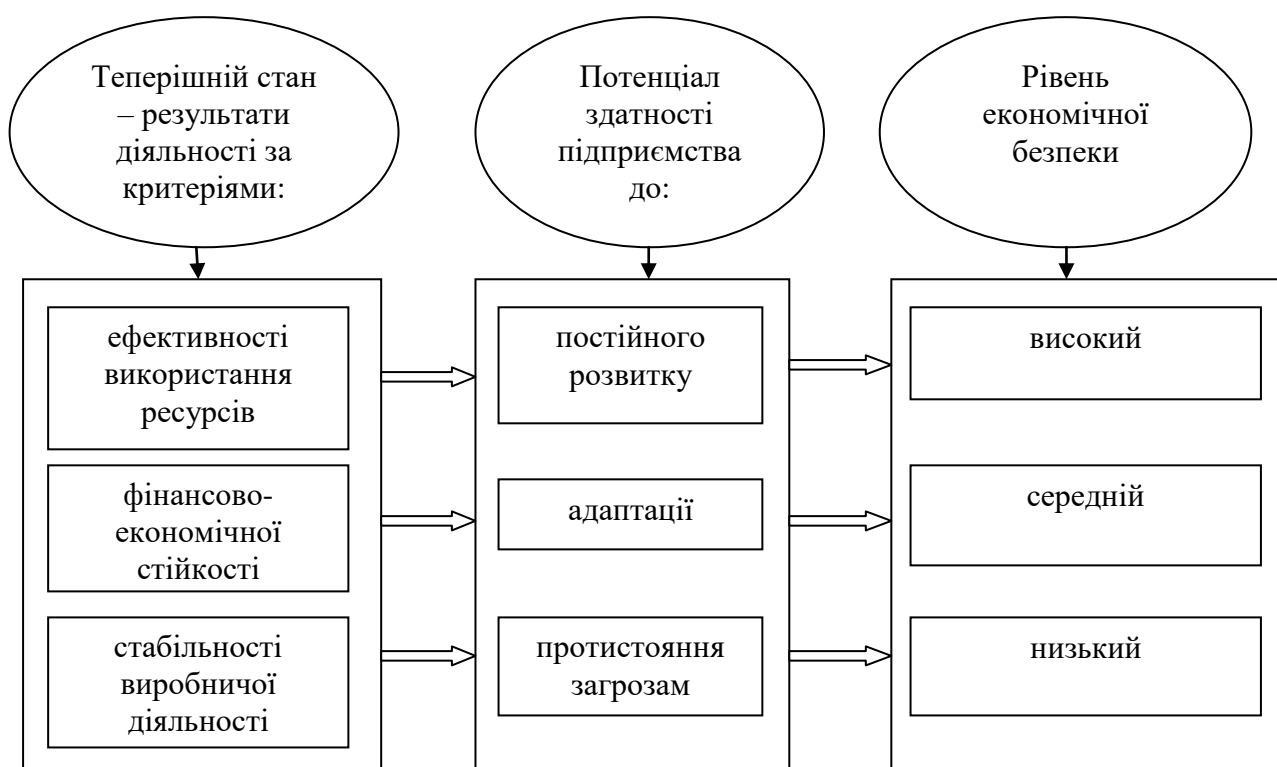 Теперішній стан
– результати
діяльності за
критеріями:
Потенціал
здатності
підприємства
до:
Рівень
економічної
безпеки
ефективності
використання
ресурсів
постійного
розвитку
високий
фінансово-
економічної
стійкості
адаптації
середній
стабільності
виробничої
діяльності
протистояння
загрозам
низький